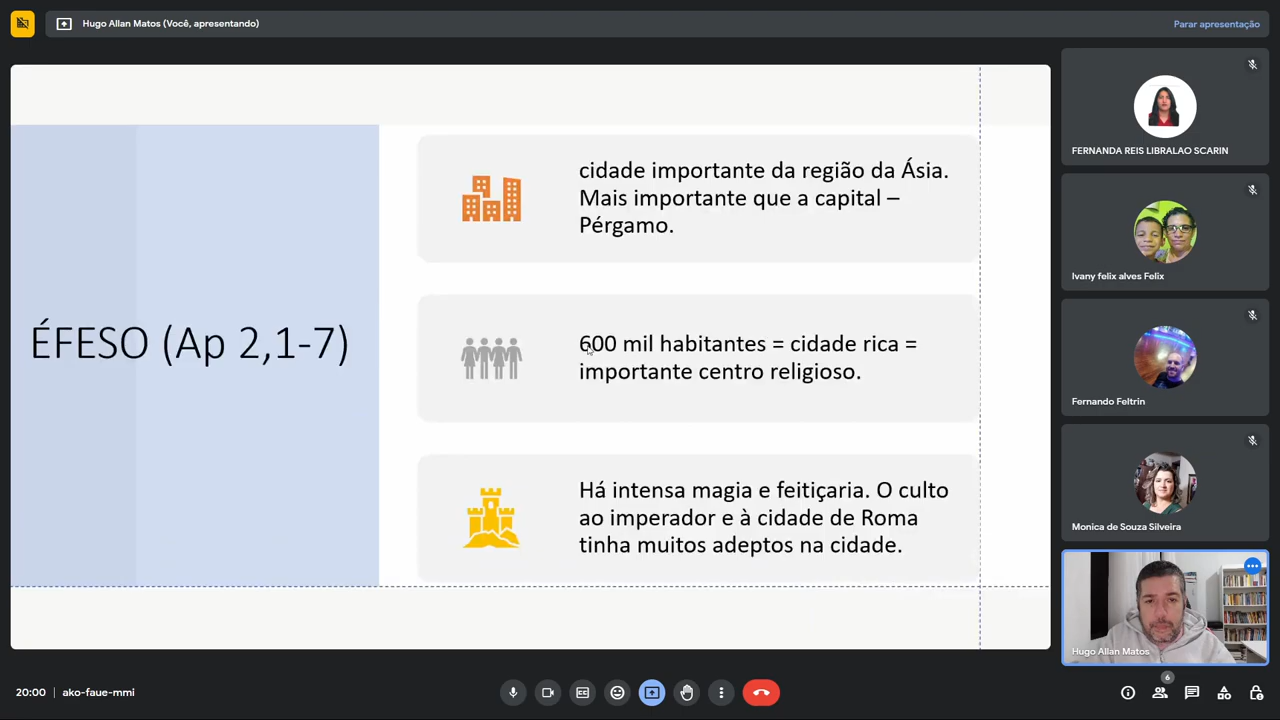 Hugo Allan Matos (Você, apresentando)
Parar apresentação
ÉFESO (Ap 2,1-7)
cidade importante da região da Ásia.
Mais importante que a capital –
Pérgamo.
600 mil habitantes = cidade rica =
importante centro religioso.
Há intensa magia e feitiçaria. O culto
ao imperador e à cidade de Roma
tinha muitos adeptos na cidade.
FERNANDA REIS LIBRALAO SCARIN
Ivany felix alves Felix
Fernando Feltrin
Monica de Souza Silveira
Hugo Allan Matos
20:00 | ako-faue-mmi
CC
6